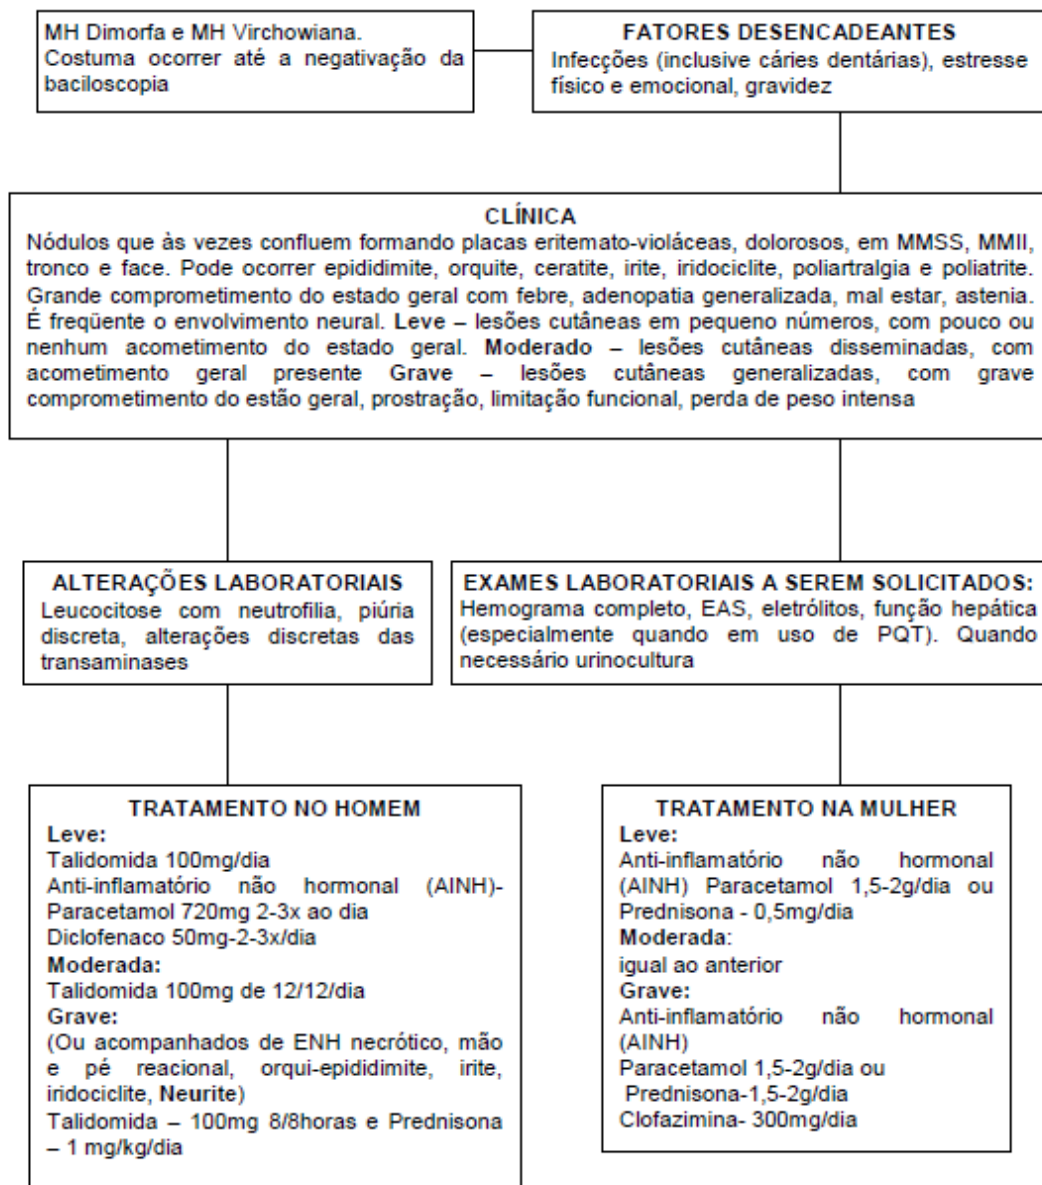 MH Dimorfa e MH Virchowiana.
Costuma ocorrer até a negativação da
baciloscopia
FATORES DESENCADEANTES
Infecções (inclusive cáries dentárias), estresse
físico e emocional, gravidez
CLÍNICA
Nódulos que às vezes confluem formando placas eritemato-violáceas, dolorosos, em MMSS, MMII,
tronco e face. Pode ocorrer epididimite, orquite, ceratite, irite, iridociclite, poliartralgia e poliatrite.
Grande comprometimento do estado geral com febre, adenopatia generalizada, mal estar, astenia.
É freqüente o envolvimento neural. Leve – lesões cutâneas em pequeno números, com pouco ou
nenhum acometimento do estado geral. Moderado – lesões cutâneas disseminadas, com
acometimento geral presente Grave – lesões cutâneas generalizadas, com grave
comprometimento do estão geral, prostração, limitação funcional, perda de peso intensa
ALTERAÇÕES LABORATORIAIS
Leucocitose com neutrofilia, piúria
discreta, alterações discretas das
transaminases
EXAMES LABORATORIAIS A SEREM SOLICITADOS:
Hemograma completo, EAS, eletrólitos, função hepática
(especialmente quando em uso de PQT). Quando
necessário urinocultura
TRATAMENTO NO HOMEM
Leve:
Talidomida 100mg/dia
Anti-inflamatório não hormonal (AINH)-
Paracetamol 720mg 2-3x ao dia
Diclofenaco 50mg-2-3x/dia
Moderada:
Talidomida 100mg de 12/12/dia
Grave:
(Ou acompanhados de ENH necrótico, mão
e pé reacional, orqui-epididimite, irite,
iridociclite, Neurite)
Talidomida – 100mg 8/8horas e Prednisona
– 1 mg/kg/dia
TRATAMENTO NA MULHER
Leve:
Anti-inflamatório não hormonal
(AINH) Paracetamol 1,5-2g/dia ou
Prednisona - 0,5mg/dia
Moderada:
igual ao anterior
Grave:
Anti-inflamatório não hormonal
(AINH)
Paracetamol 1,5-2g/dia ou
Prednisona-1,5-2g/dia
Clofazimina- 300mg/dia